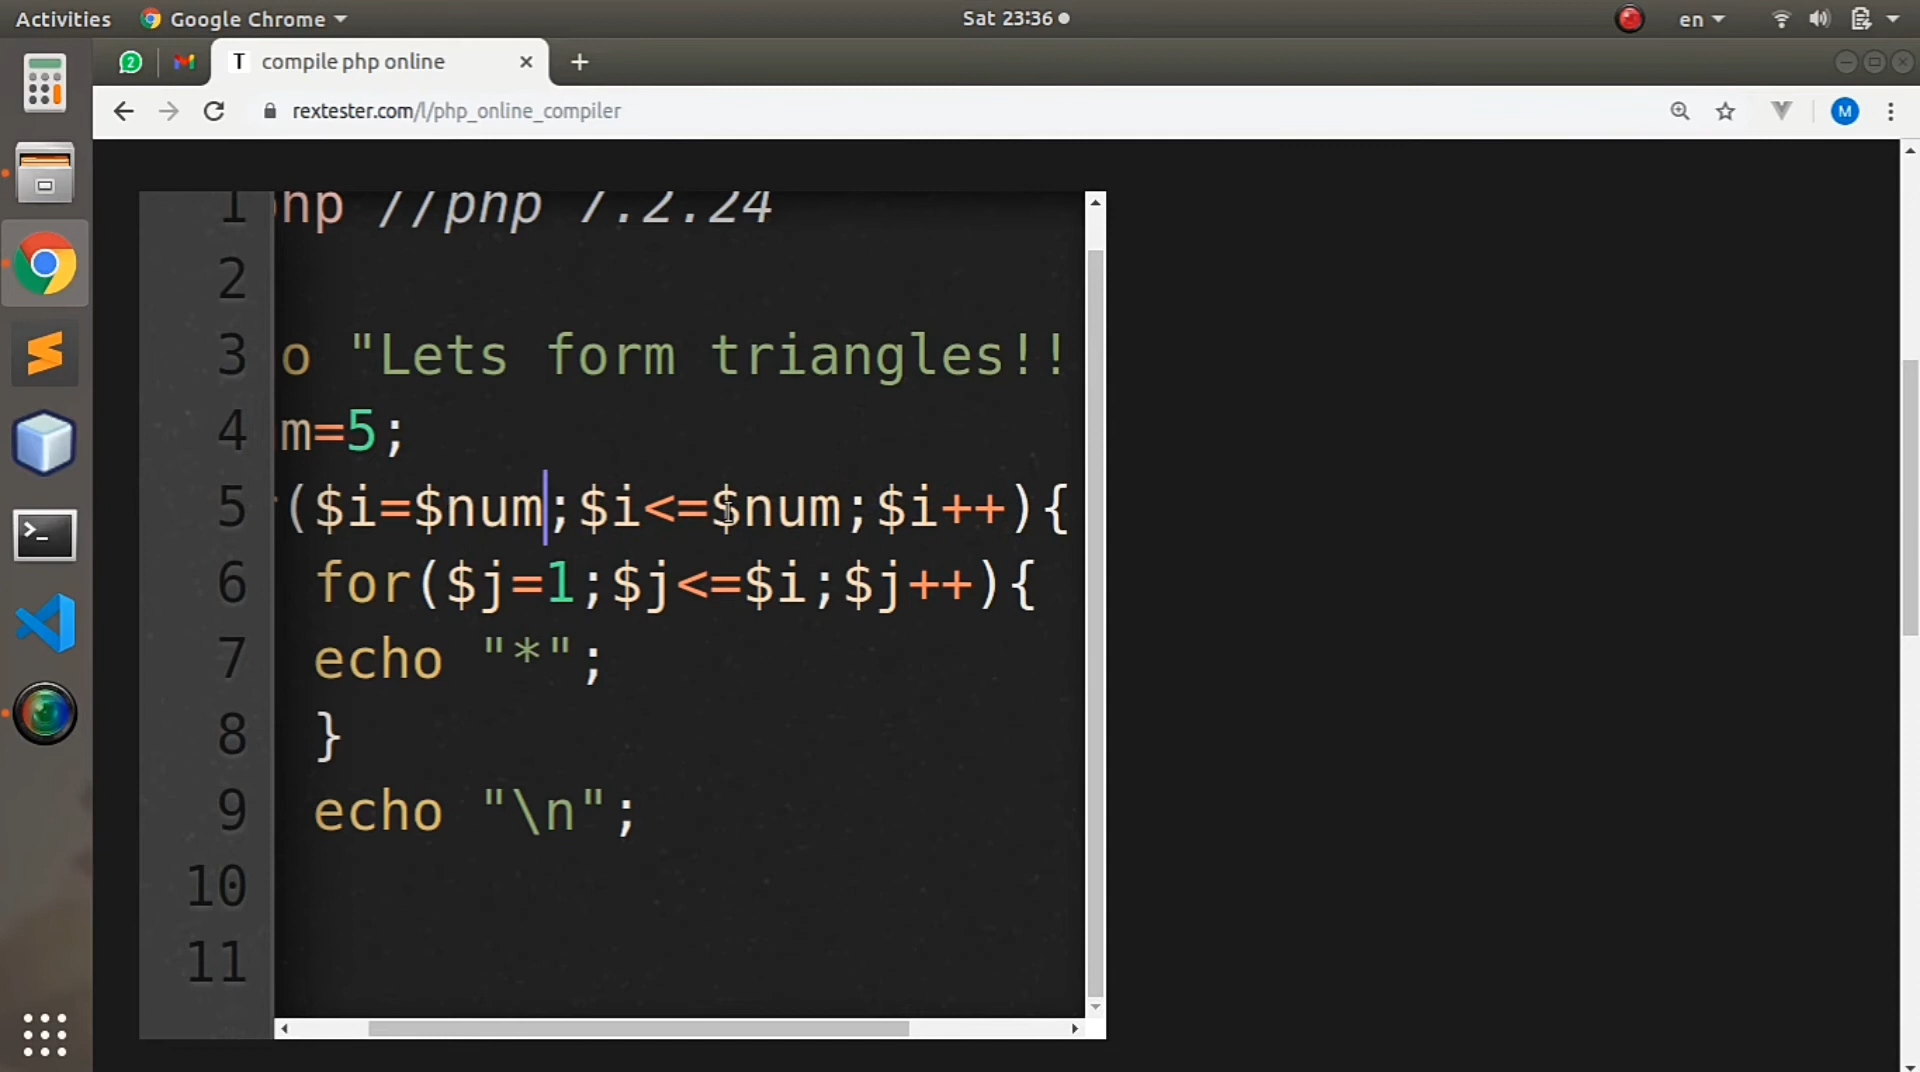 Activities Google Chrome Sat 23:36 en
2 T compile php online
rextester.com/l/php_online_compiler M
1 hp //php 7.2.24
2
3 o "Lets form triangles!!
4 m=5;
5 ($i=$num;$i<=$num;$i++){
6 for($j=1;$j<=$i;$j++){
7 echo "*";
8 }
9 echo "\n";
10
11